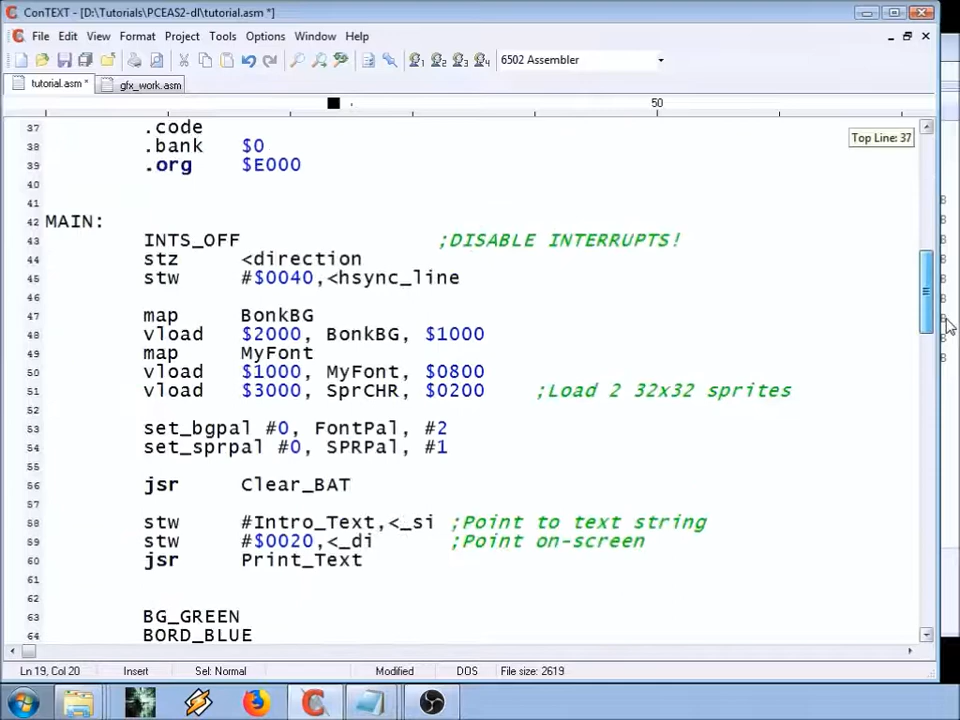 ConTEXT - [D:\Tutorials\PCEAS2-dl\tutorial.asm *]
File Edit View Format Project Tools Options Window Help
6502 Assembler
tutorial.asm * gfx_work.asm
50
Top Line: 37
37 .code
38 .bank $0
39 .org $E000
40
41
42 MAIN:
43 INTS_OFF ;DISABLE INTERRUPTS!
44 stz <direction
45 stw #$0040,<hsync_line
46
47 map BonkBG
48 vload $2000, BonkBG, $1000
49 map MyFont
50 vload $1000, MyFont, $0800
51 vload $3000, SprCHR, $0200 ;Load 2 32x32 sprites
52
53 set_bgpal #0, FontPal, #2
54 set_sprpal #0, SPRPal, #1
55
56 jsr Clear_BAT
57
58 stw #Intro_Text,<_si ;Point to text string
59 stw #$0020,<_di ;Point on-screen
60 jsr Print_Text
61
62
63 BG_GREEN
64 BORD_BLUE
Ln 19, Col 20 Insert Sel: Normal Modified DOS File size: 2619